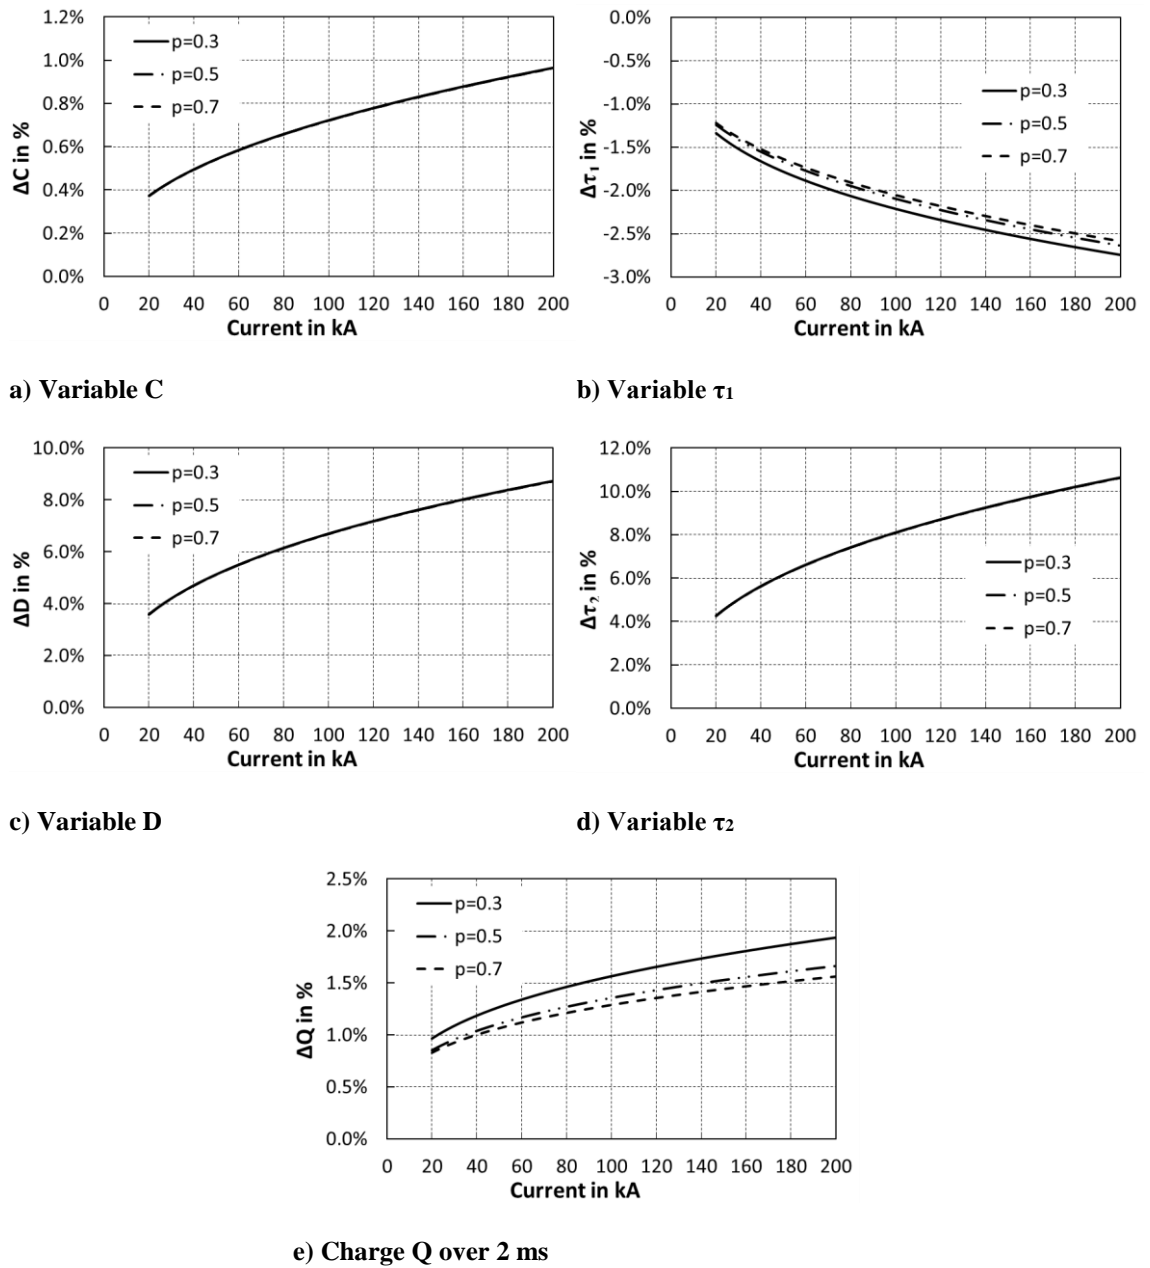 1.2%
1.0%
0.8%
0.6%
0.4%
0.2%
0.0%
ΔC in %
p=0.3
p=0.5
p=0.7
0 20 40 60 80 100 120 140 160 180 200
Current in kA
0.0%
-0.5%
-1.0%
-1.5%
-2.0%
-2.5%
-3.0%
Δτ₁ in %
p=0.3
p=0.5
p=0.7
0 20 40 60 80 100 120 140 160 180 200
Current in kA
a) Variable C
b) Variable τ₁
10.0%
8.0%
6.0%
4.0%
2.0%
0.0%
ΔD in %
p=0.3
p=0.5
p=0.7
0 20 40 60 80 100 120 140 160 180 200
Current in kA
12.0%
10.0%
8.0%
6.0%
4.0%
2.0%
0.0%
Δτ₂ in %
p=0.3
p=0.5
p=0.7
0 20 40 60 80 100 120 140 160 180 200
Current in kA
c) Variable D
d) Variable τ₂
2.5%
2.0%
1.5%
1.0%
0.5%
0.0%
ΔQ in %
p=0.3
p=0.5
p=0.7
0 20 40 60 80 100 120 140 160 180 200
Current in kA
e) Charge Q over 2 ms